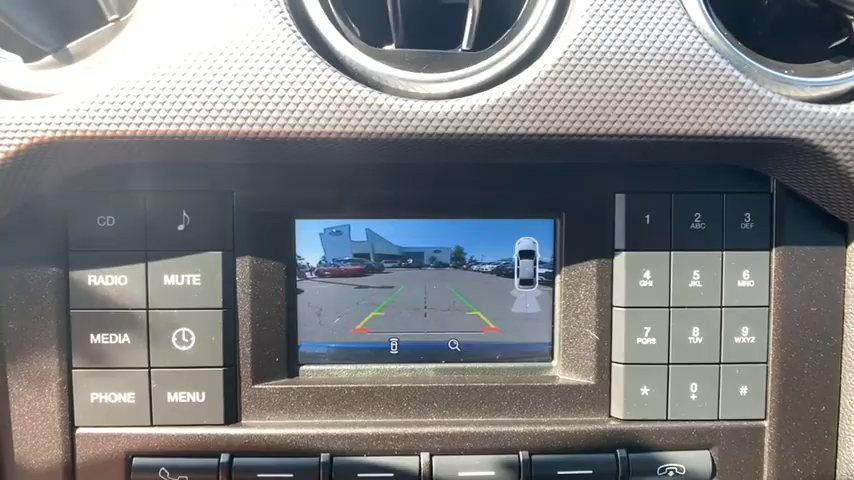 CD
RADIO MUTE
MEDIA
PHONE MENU
1 2 ABC 3 DEF
4 GHI 5 JKL 6 MNO
7 PQRS 8 TUV 9 WXYZ
* 0 + #